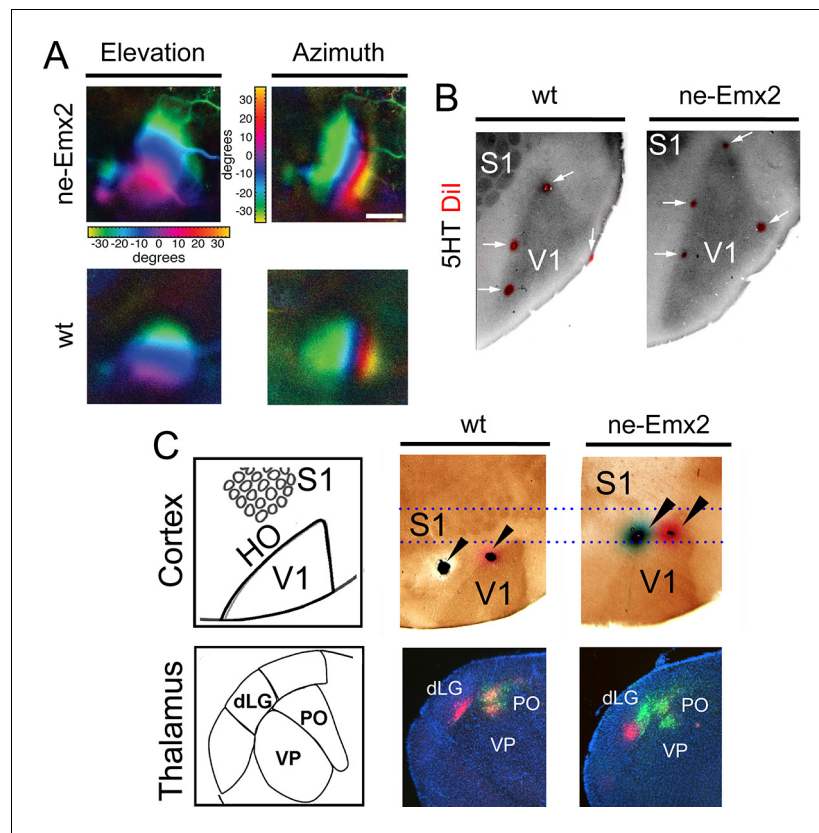 A
Elevation
Azimuth
ne-Emx2
30
20
10
0
-10
-20
-30
degrees
-30 -20 -10 0 10 20 30
degrees
wt
B
wt
ne-Emx2
5HT DiI
S1
V1
S1
V1
C
wt
ne-Emx2
Cortex
S1
HO
V1
S1
V1
S1
V1
Thalamus
dLG
PO
VP
dLG
PO
VP
dLG
PO
VP